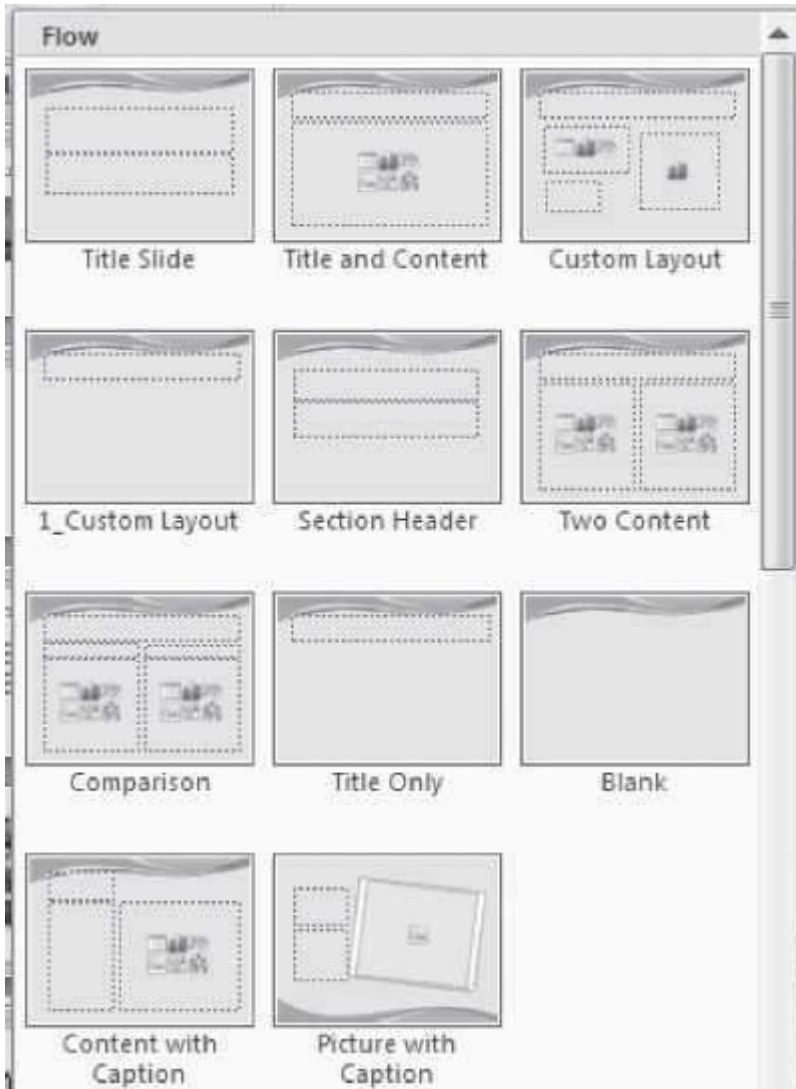 Flow
Title Slide
Title and Content
Custom Layout
1_Custom Layout
Section Header
Two Content
Comparison
Title Only
Blank
Content with
Caption
Picture with
Caption